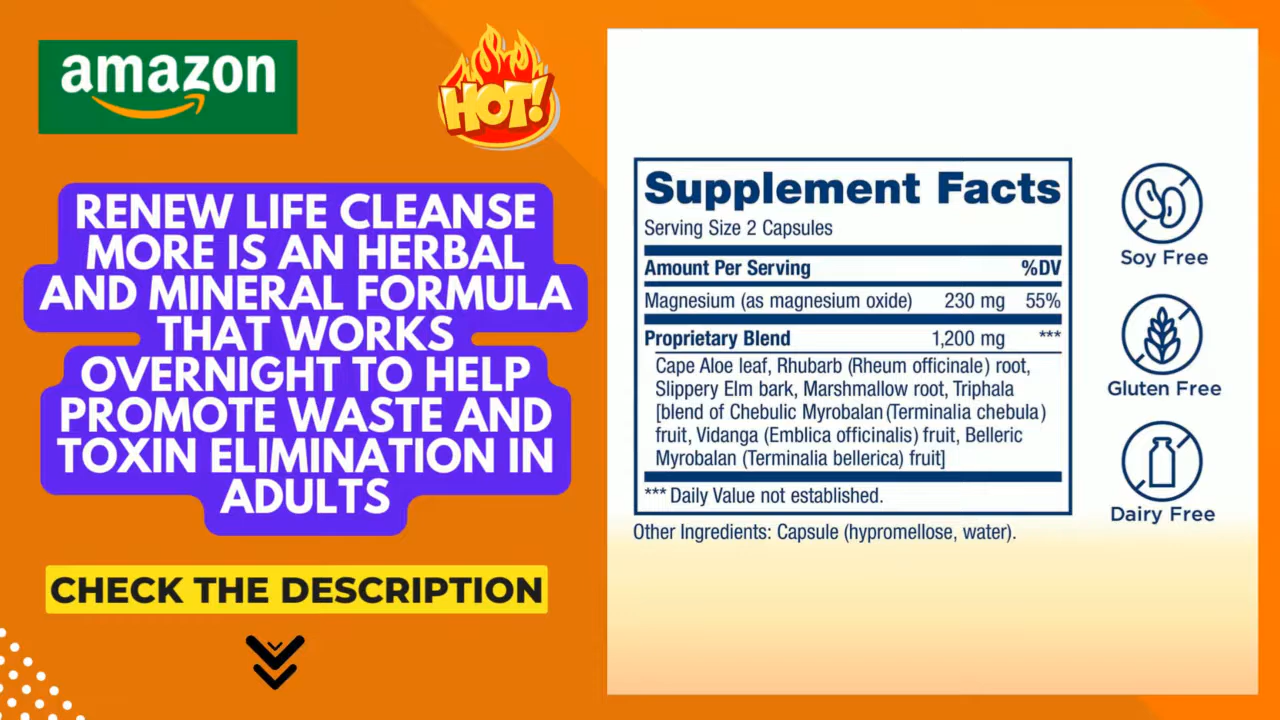 amazon
HOT!
RENEW LIFE CLEANSE
MORE IS AN HERBAL
AND MINERAL FORMULA
THAT WORKS
OVERNIGHT TO HELP
PROMOTE WASTE AND
TOXIN ELIMINATION IN
ADULTS
CHECK THE DESCRIPTION
Supplement Facts
Serving Size 2 Capsules
Amount Per Serving %DV
Magnesium (as magnesium oxide) 230 mg 55%
Proprietary Blend 1,200 mg ***
Cape Aloe leaf, Rhubarb (Rheum officinale) root,
Slippery Elm bark, Marshmallow root, Triphala
[blend of Chebulic Myrobalan (Terminalia chebula)
fruit, Vidanga (Emblica officinalis) fruit, Belleric
Myrobalan (Terminalia bellerica) fruit]
*** Daily Value not established.
Other Ingredients: Capsule (hypromellose, water).
Soy Free
Gluten Free
Dairy Free